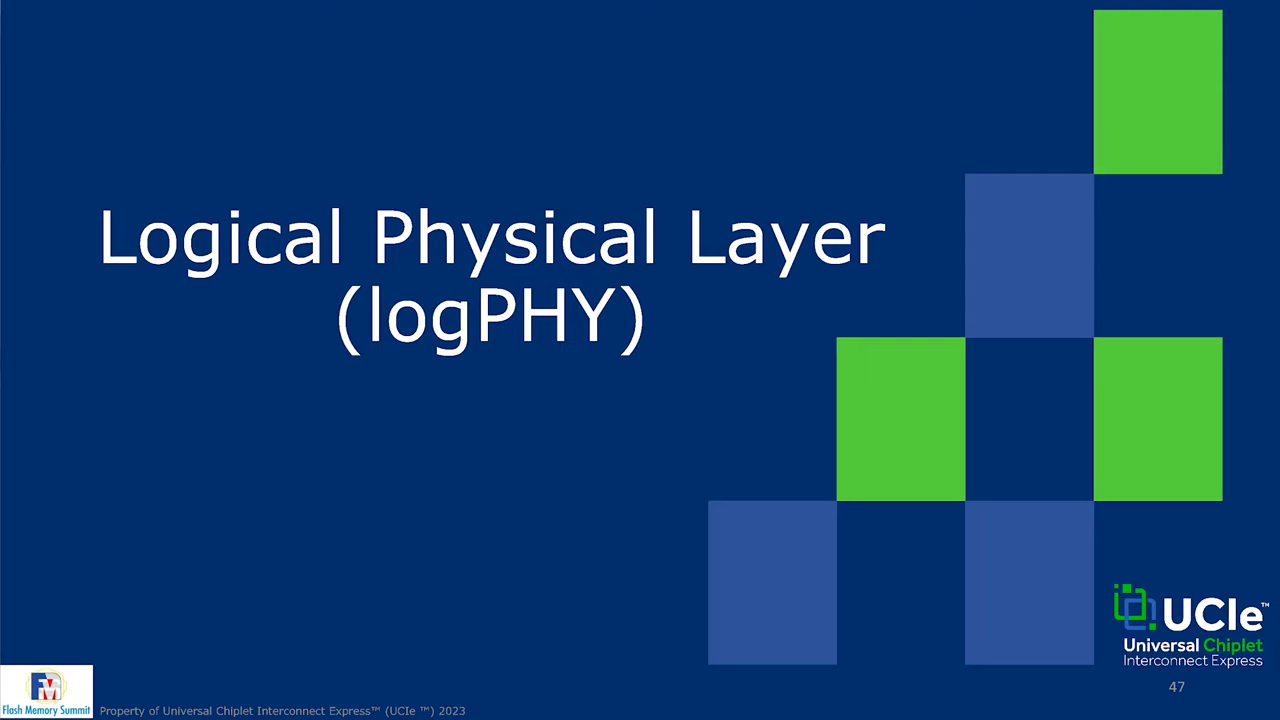 Logical Physical Layer
(logPHY)
UCIe™
Universal Chiplet
Interconnect Express
47
FM
Flash Memory Summit
Property of Universal Chiplet Interconnect Express™ (UCIe ™) 2023